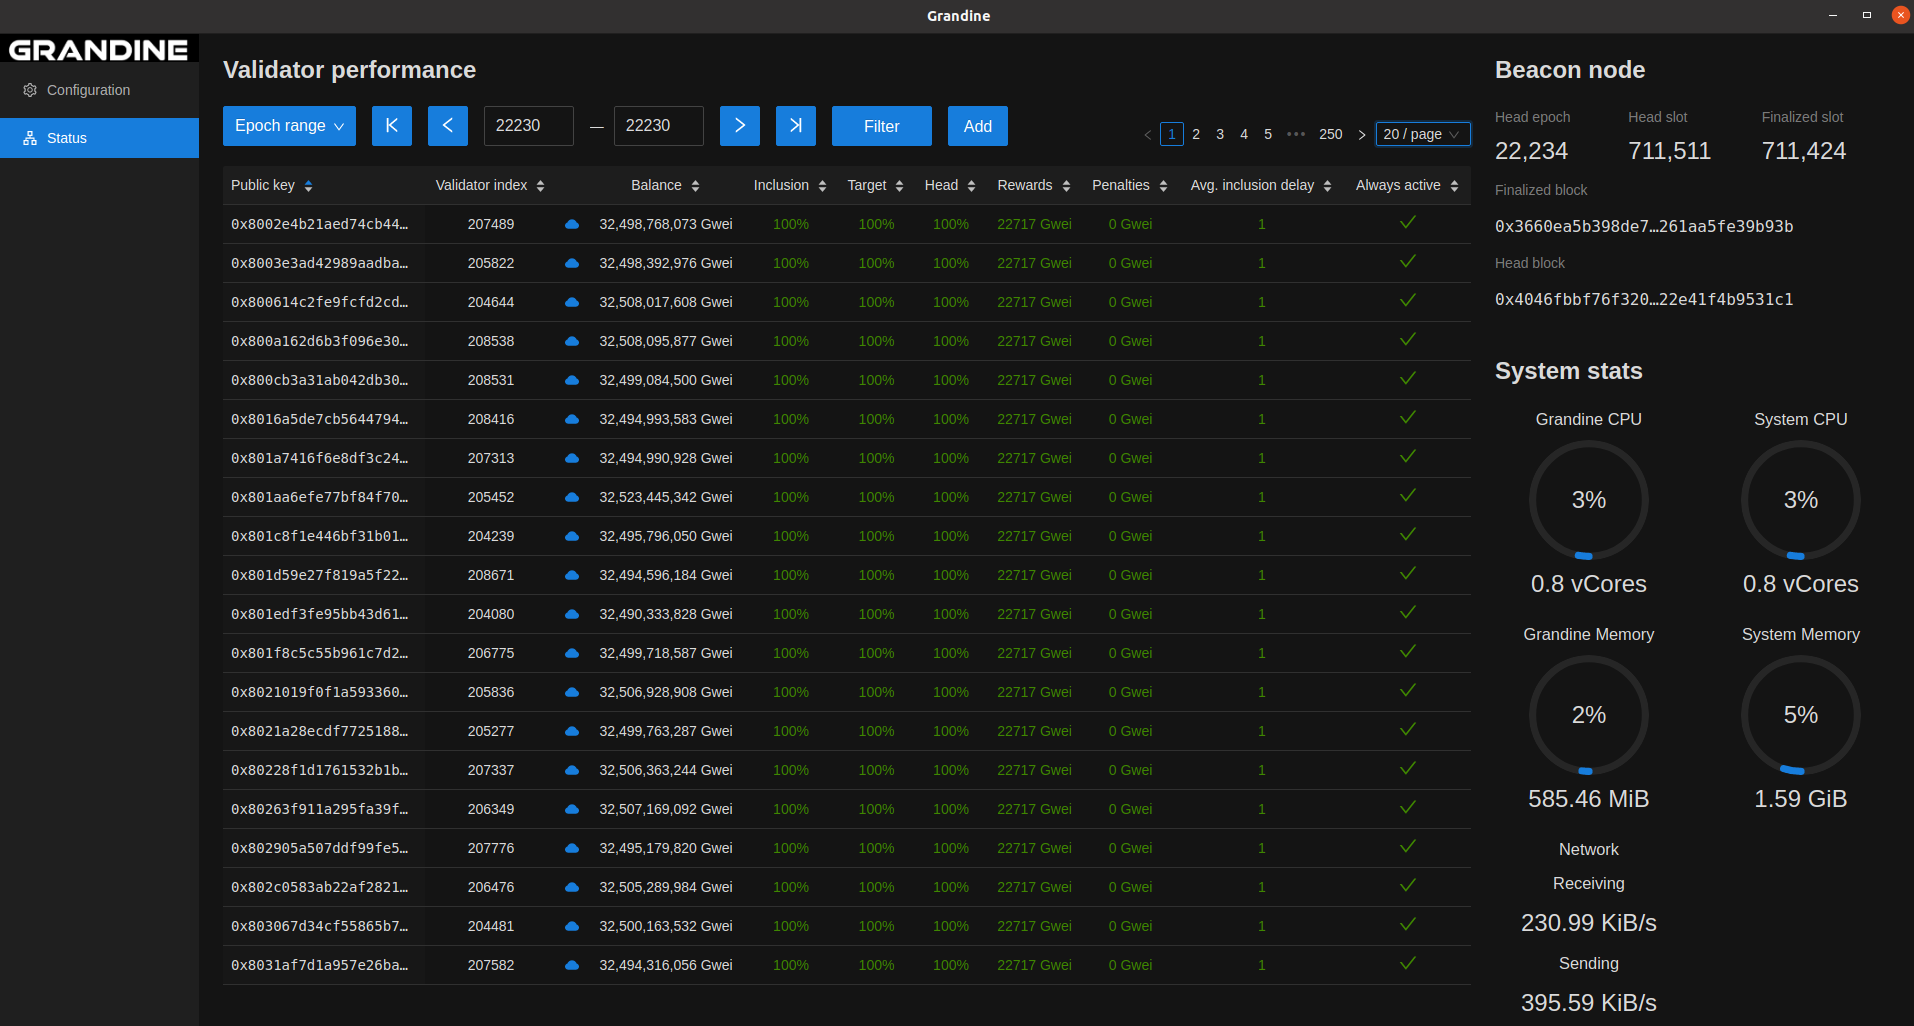 Grandine
GRANDINE
Configuration
Status
Validator performance
Epoch range 22230 — 22230 Filter Add
1 2 3 4 5 ••• 250 20 / page
Public key Validator index Balance Inclusion Target Head Rewards Penalties Avg. inclusion delay Always active
0x8002e4b21aed74cb44… 207489 32,498,768,073 Gwei 100% 100% 100% 22717 Gwei 0 Gwei 1
0x8003e3ad42989aadba… 205822 32,498,392,976 Gwei 100% 100% 100% 22717 Gwei 0 Gwei 1
0x800614c2fe9fcfd2cd… 204644 32,508,017,608 Gwei 100% 100% 100% 22717 Gwei 0 Gwei 1
0x800a162d6b3f096e30… 208538 32,508,095,877 Gwei 100% 100% 100% 22717 Gwei 0 Gwei 1
0x800cb3a31ab042db30… 208531 32,499,084,500 Gwei 100% 100% 100% 22717 Gwei 0 Gwei 1
0x8016a5de7cb5644794… 208416 32,494,993,583 Gwei 100% 100% 100% 22717 Gwei 0 Gwei 1
0x801a7416f6e8df3c24… 207313 32,494,990,928 Gwei 100% 100% 100% 22717 Gwei 0 Gwei 1
0x801aa6efe77bf84f70… 205452 32,523,445,342 Gwei 100% 100% 100% 22717 Gwei 0 Gwei 1
0x801c8f1e446bf31b01… 204239 32,495,796,050 Gwei 100% 100% 100% 22717 Gwei 0 Gwei 1
0x801d59e27f819a5f22… 208671 32,494,596,184 Gwei 100% 100% 100% 22717 Gwei 0 Gwei 1
0x801edf3fe95bb43d61… 204080 32,490,333,828 Gwei 100% 100% 100% 22717 Gwei 0 Gwei 1
0x801f8c5c55b961c7d2… 206775 32,499,718,587 Gwei 100% 100% 100% 22717 Gwei 0 Gwei 1
0x8021019f0f1a593360… 205836 32,506,928,908 Gwei 100% 100% 100% 22717 Gwei 0 Gwei 1
0x8021a28ecdf7725188… 205277 32,499,763,287 Gwei 100% 100% 100% 22717 Gwei 0 Gwei 1
0x80228f1d1761532b1b… 207337 32,506,363,244 Gwei 100% 100% 100% 22717 Gwei 0 Gwei 1
0x80263f911a295fa39f… 206349 32,507,169,092 Gwei 100% 100% 100% 22717 Gwei 0 Gwei 1
0x802905a507ddf99fe5… 207776 32,495,179,820 Gwei 100% 100% 100% 22717 Gwei 0 Gwei 1
0x802c0583ab22af2821… 206476 32,505,289,984 Gwei 100% 100% 100% 22717 Gwei 0 Gwei 1
0x803067d34cf55865b7… 204481 32,500,163,532 Gwei 100% 100% 100% 22717 Gwei 0 Gwei 1
0x8031af7d1a957e26ba… 207582 32,494,316,056 Gwei 100% 100% 100% 22717 Gwei 0 Gwei 1
Beacon node
Head epoch Head slot Finalized slot
22,234 711,511 711,424
Finalized block
0x3660ea5b398de7…261aa5fe39b93b
Head block
0x4046fbbf76f320…22e41f4b9531c1
System stats
Grandine CPU System CPU
3% 3%
0.8 vCores 0.8 vCores
Grandine Memory System Memory
2% 5%
585.46 MiB 1.59 GiB
Network
Receiving
230.99 KiB/s
Sending
395.59 KiB/s